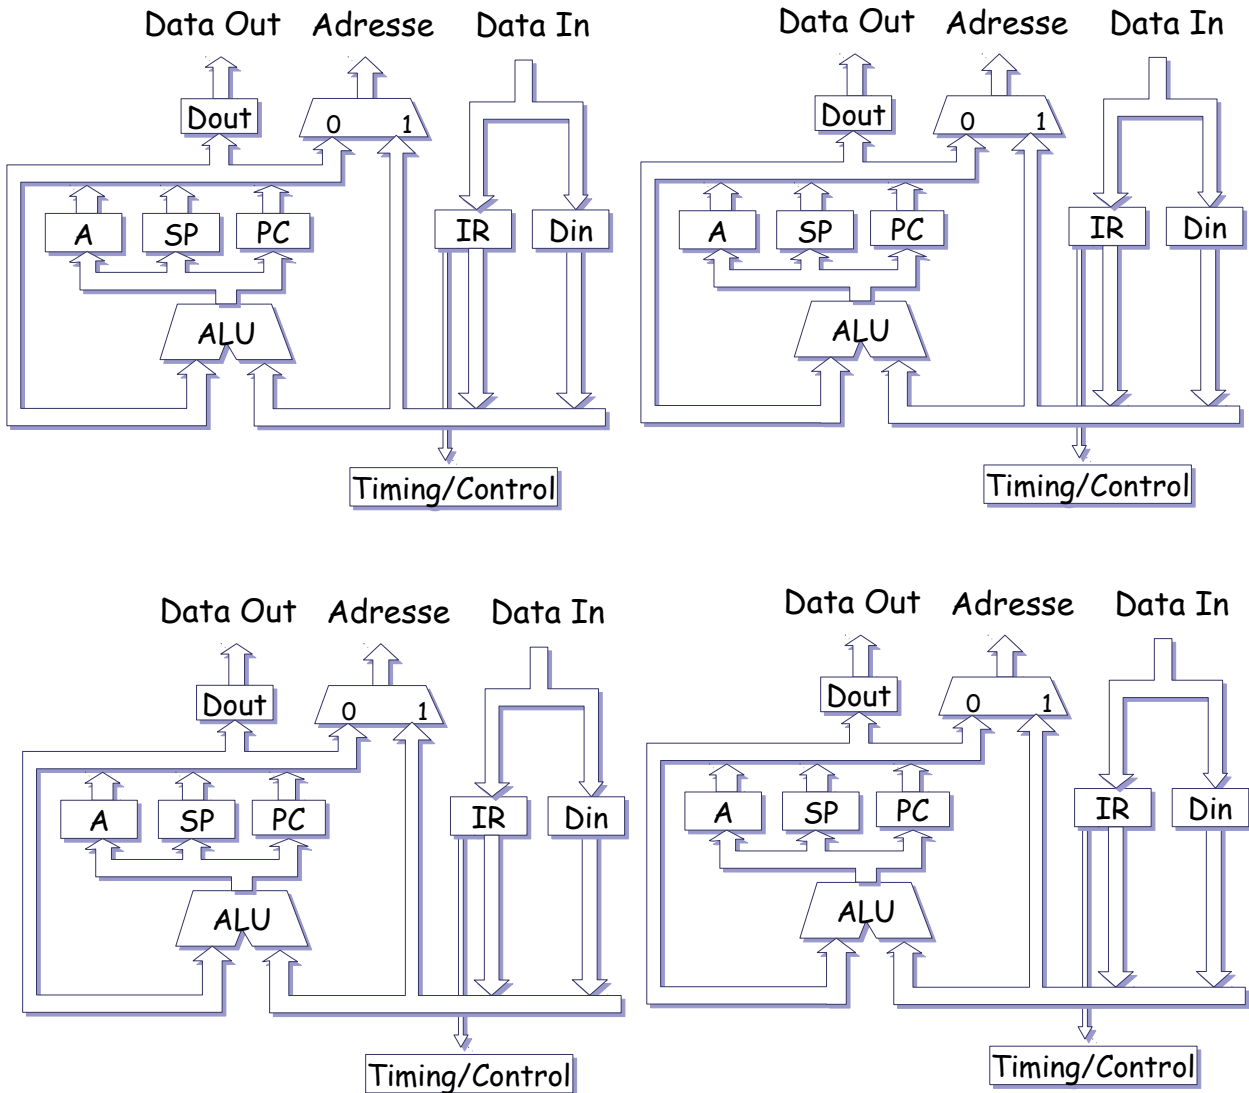 Data Out Adresse Data In
Dout 0 1
A SP PC IR Din
ALU
Timing/Control
Data Out Adresse Data In
Dout 0 1
A SP PC IR Din
ALU
Timing/Control
Data Out Adresse Data In
Dout 0 1
A SP PC IR Din
ALU
Timing/Control
Data Out Adresse Data In
Dout 0 1
A SP PC IR Din
ALU
Timing/Control